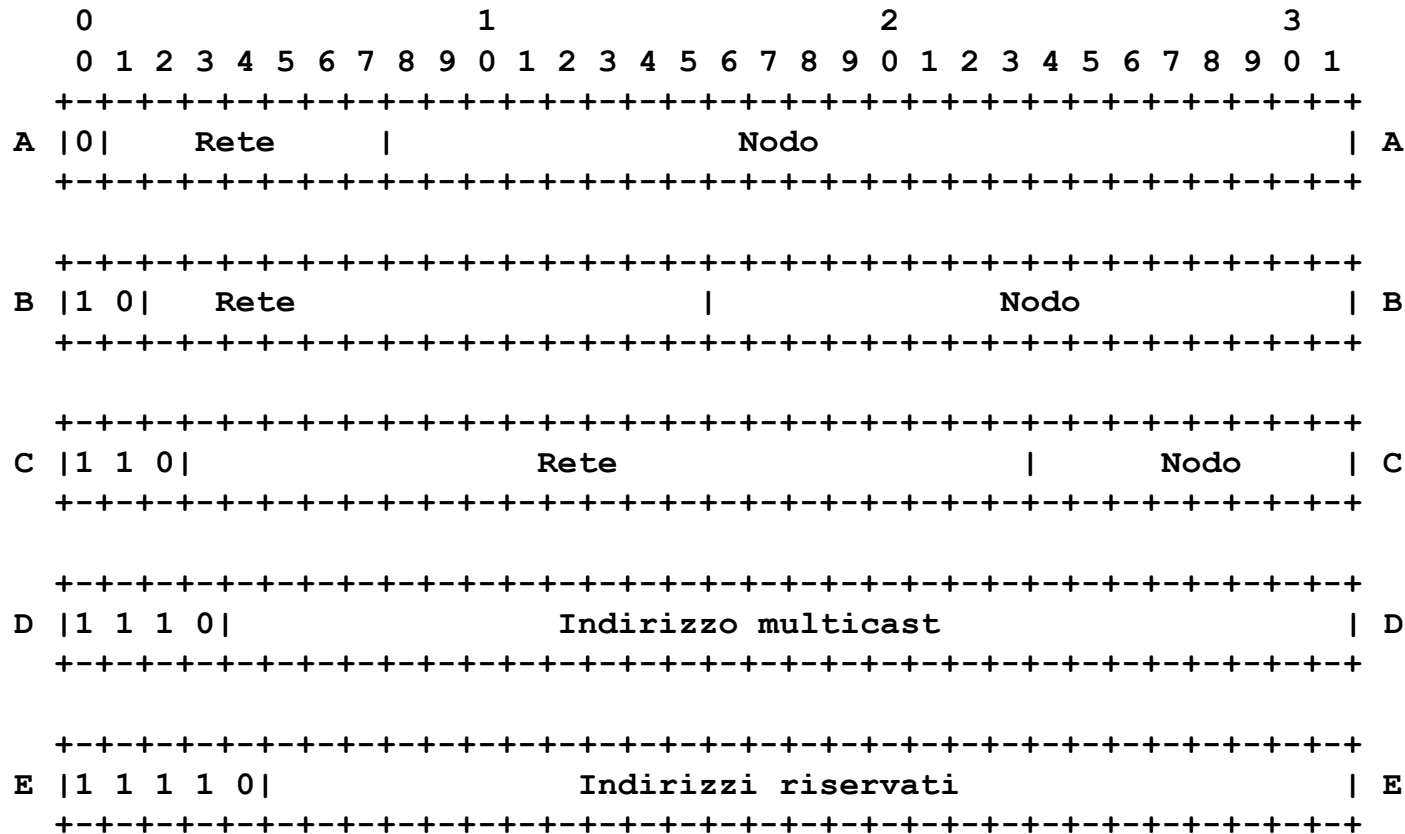 0                   1                   2                   3
     0 1 2 3 4 5 6 7 8 9 0 1 2 3 4 5 6 7 8 9 0 1 2 3 4 5 6 7 8 9 0 1
    +-+-+-+-+-+-+-+-+-+-+-+-+-+-+-+-+-+-+-+-+-+-+-+-+-+-+-+-+-+-+-+-+
  A |0|    Rete     |                 Nodo                          | A
    +-+-+-+-+-+-+-+-+-+-+-+-+-+-+-+-+-+-+-+-+-+-+-+-+-+-+-+-+-+-+-+-+

    +-+-+-+-+-+-+-+-+-+-+-+-+-+-+-+-+-+-+-+-+-+-+-+-+-+-+-+-+-+-+-+-+
  B |1 0|   Rete                    |              Nodo             | B
    +-+-+-+-+-+-+-+-+-+-+-+-+-+-+-+-+-+-+-+-+-+-+-+-+-+-+-+-+-+-+-+-+

    +-+-+-+-+-+-+-+-+-+-+-+-+-+-+-+-+-+-+-+-+-+-+-+-+-+-+-+-+-+-+-+-+
  C |1 1 0|                 Rete                    |      Nodo     | C
    +-+-+-+-+-+-+-+-+-+-+-+-+-+-+-+-+-+-+-+-+-+-+-+-+-+-+-+-+-+-+-+-+

    +-+-+-+-+-+-+-+-+-+-+-+-+-+-+-+-+-+-+-+-+-+-+-+-+-+-+-+-+-+-+-+-+
  D |1 1 1 0|                Indirizzo multicast                    | D
    +-+-+-+-+-+-+-+-+-+-+-+-+-+-+-+-+-+-+-+-+-+-+-+-+-+-+-+-+-+-+-+-+

    +-+-+-+-+-+-+-+-+-+-+-+-+-+-+-+-+-+-+-+-+-+-+-+-+-+-+-+-+-+-+-+-+
  E |1 1 1 1 0|               Indirizzi riservati                   | E
    +-+-+-+-+-+-+-+-+-+-+-+-+-+-+-+-+-+-+-+-+-+-+-+-+-+-+-+-+-+-+-+-+